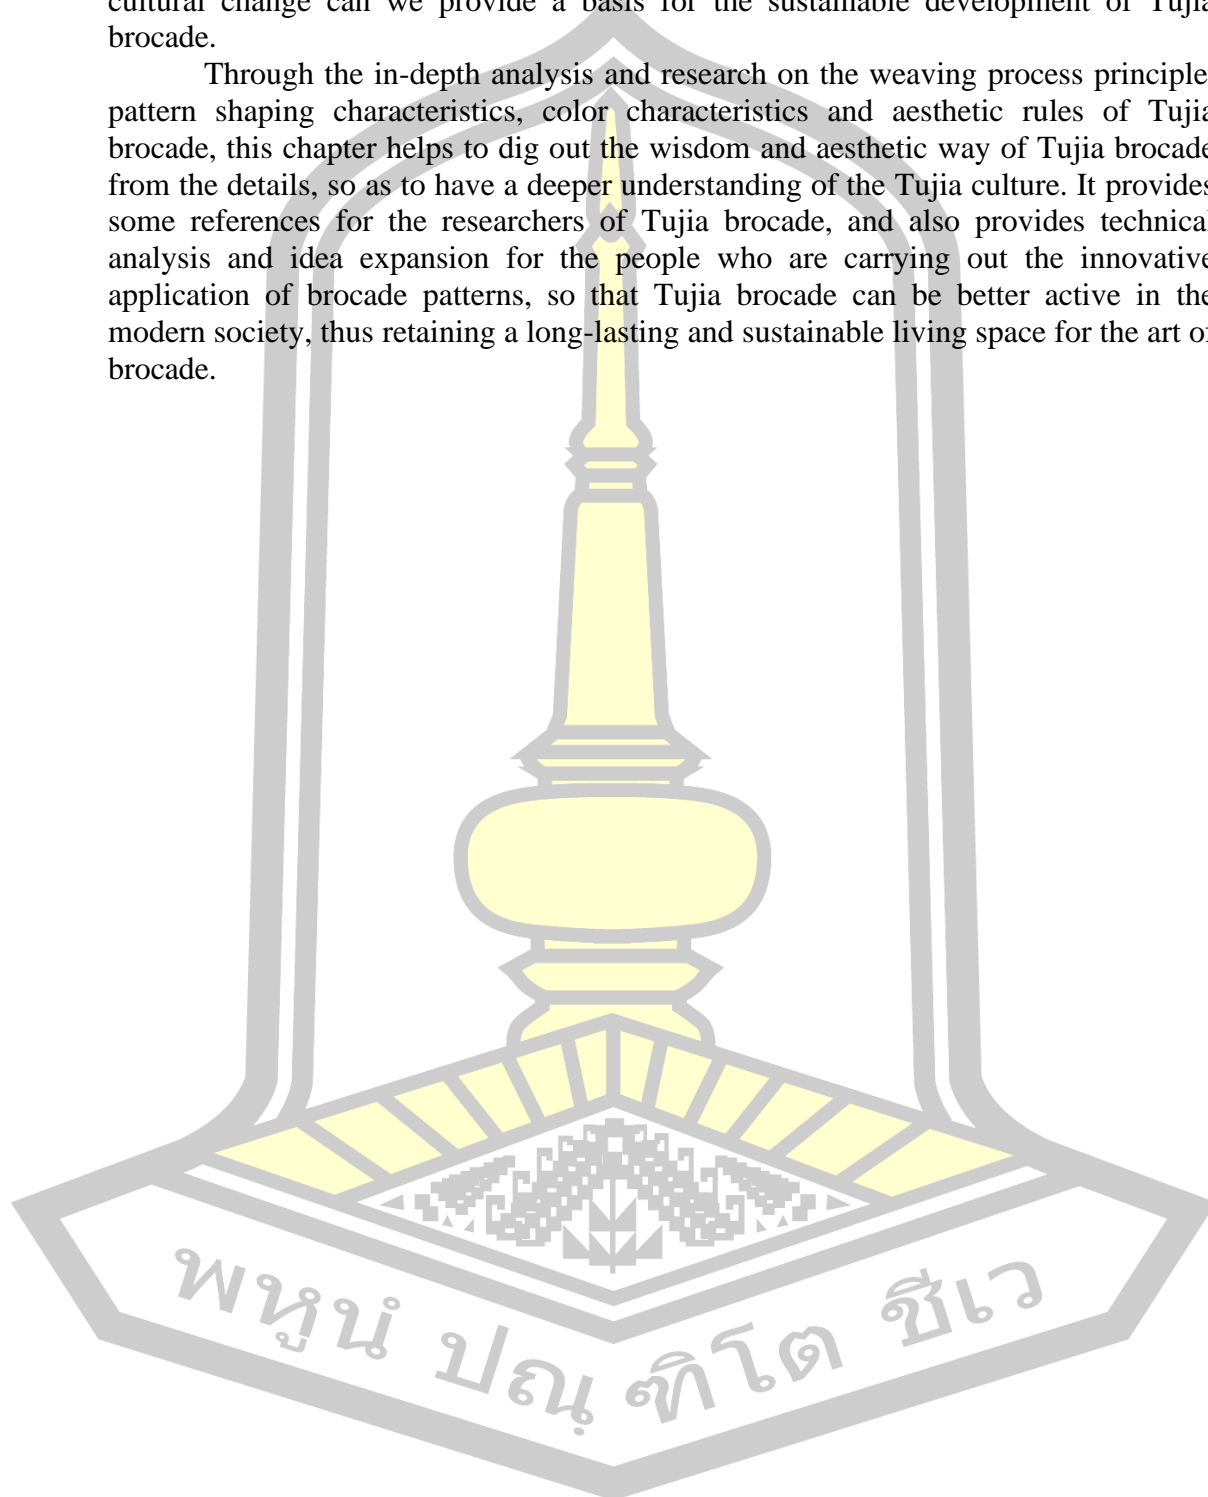 cultural change can we provide a basis for the sustainable development of Tujia
brocade.
Through the in-depth analysis and research on the weaving process principle
pattern shaping characteristics, color characteristics and aesthetic rules of Tujia
brocade, this chapter helps to dig out the wisdom and aesthetic way of Tujia brocade
from the details, so as to have a deeper understanding of the Tujia culture. It provides
some references for the researchers of Tujia brocade, and also provides technical
analysis and idea expansion for the people who are carrying out the innovative
application of brocade patterns, so that Tujia brocade can be better active in the
modern society, thus retaining a long-lasting and sustainable living space for the art of
brocade.
พหูนํ ปณฺฑิโต ชีเว